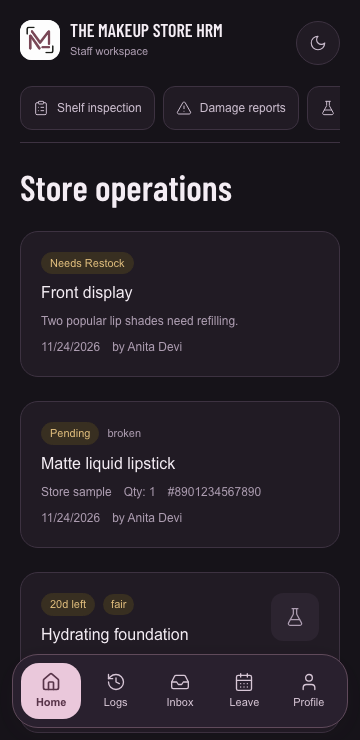 THE MAKEUP STORE HRM
Staff workspace
Shelf inspection
Damage reports
Store operations
Needs Restock
Front display
Two popular lip shades need refilling.
11/24/2026 by Anita Devi
Pending broken
Matte liquid lipstick
Store sample Qty: 1 #8901234567890
11/24/2026 by Anita Devi
20d left fair
Hydrating foundation
Home Logs Inbox Leave Profile